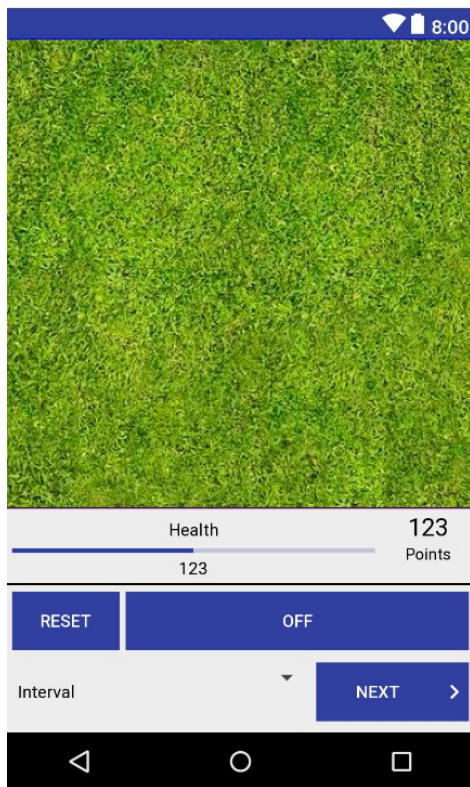 8:00
Health
123
123
Points
RESET
OFF
Interval
NEXT